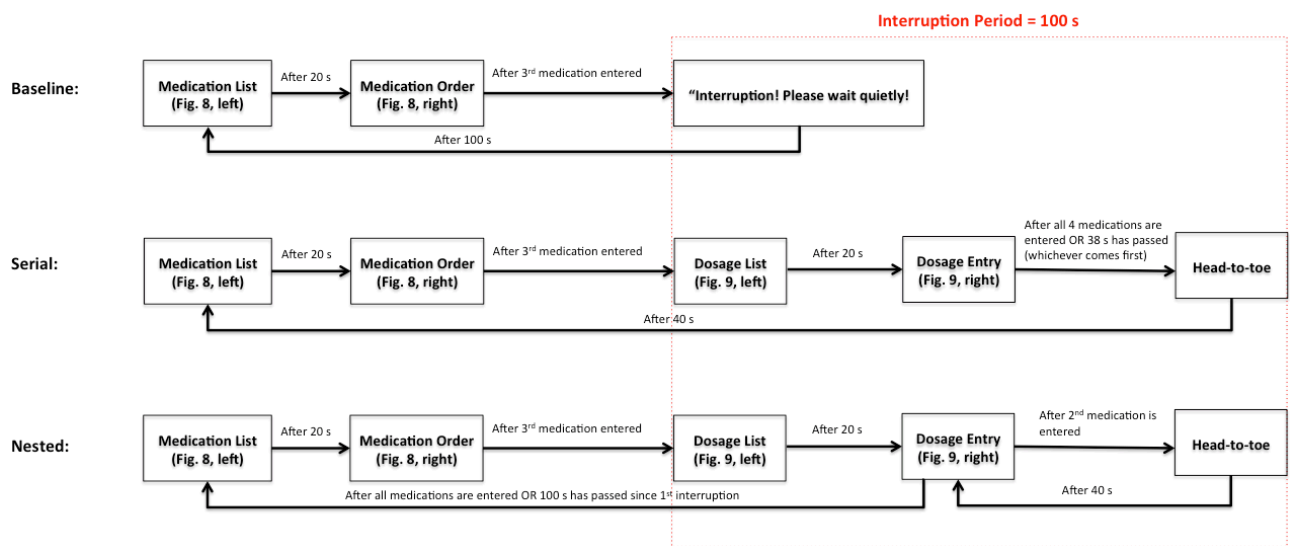 Interruption Period = 100 s
Baseline:
Medication List
(Fig. 8, left)
After 20 s
Medication Order
(Fig. 8, right)
After 3rd medication entered
“Interruption! Please wait quietly!
After 100 s
Serial:
Medication List
(Fig. 8, left)
After 20 s
Medication Order
(Fig. 8, right)
After 3rd medication entered
Dosage List
(Fig. 9, left)
After 20 s
Dosage Entry
(Fig. 9, right)
After all 4 medications are
entered OR 38 s has passed
(whichever comes first)
Head-to-toe
After 40 s
Nested:
Medication List
(Fig. 8, left)
After 20 s
Medication Order
(Fig. 8, right)
After 3rd medication entered
Dosage List
(Fig. 9, left)
After 20 s
Dosage Entry
(Fig. 9, right)
After 2nd medication is
entered
Head-to-toe
After all medications are entered OR 100 s has passed since 1st interruption
After 40 s